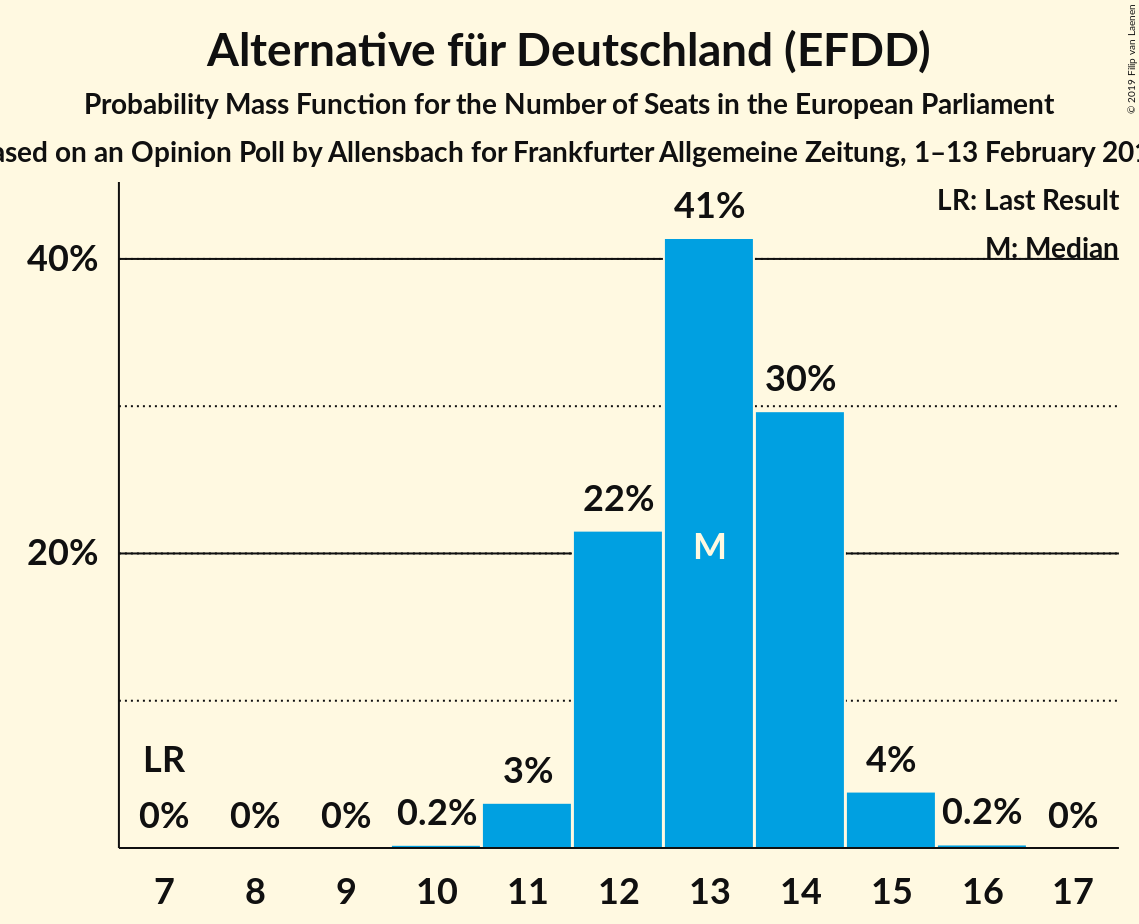 Alternative für Deutschland (EFDD)
Probability Mass Function for the Number of Seats in the European Parliament
on an Opinion Poll by Allensbach for Frankfurter Allgemeine Zeitung, 1–13 February
LR: Last Result
M: Median
41%
40%
30%
22%
M
20%
LR
3%
4%
0%
0%
0%
0.2%
0.2%
0%
7 8 9 10 11 12 13 14 15 16 17
© 2019 Filip van Laenen